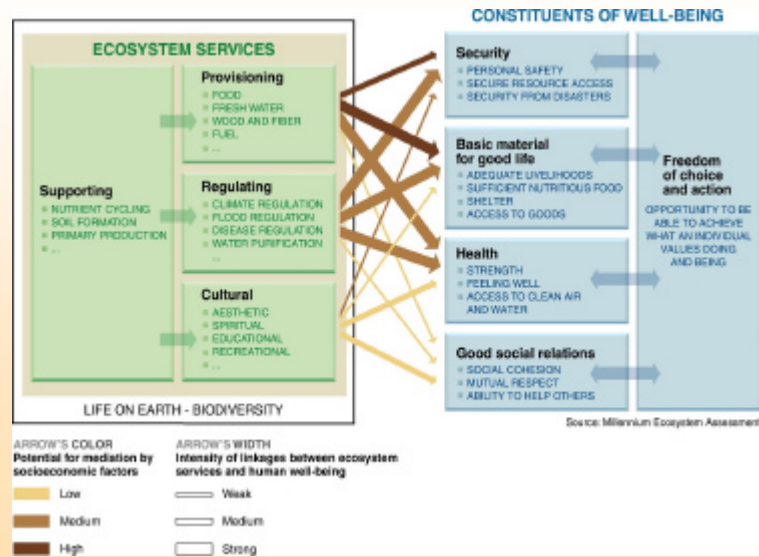 CONSTITUENTS OF WELL-BEING
ECOSYSTEM SERVICES
Supporting
NUTRIENT CYCLING
SOIL FORMATION
PRIMARY PRODUCTION
...
Provisioning
FOOD
FRESH WATER
WOOD AND FIBER
FUEL
...
Regulating
CLIMATE REGULATION
FLOOD REGULATION
DISEASE REGULATION
WATER PURIFICATION
...
Cultural
AESTHETIC
SPIRITUAL
EDUCATIONAL
RECREATIONAL
...
LIFE ON EARTH - BIODIVERSITY
Security
PERSONAL SAFETY
SECURE RESOURCE ACCESS
SECURITY FROM DISASTERS
Basic material
for good life
ADEQUATE LIVELIHOODS
SUFFICIENT NUTRITIOUS FOOD
SHELTER
ACCESS TO GOODS
Health
STRENGTH
FEELING WELL
ACCESS TO CLEAN AIR
AND WATER
Good social relations
SOCIAL COHESION
MUTUAL RESPECT
ABILITY TO HELP OTHERS
Freedom
of choice
and action
OPPORTUNITY TO BE
ABLE TO ACHIEVE
WHAT AN INDIVIDUAL
VALUES DOING
AND BEING
Source: Millennium Ecosystem Assessment
ARROW'S COLOR
Potential for mediation by
socioeconomic factors
Low
Medium
High
ARROW'S WIDTH
Intensity of linkages between ecosystem
services and human well-being
Weak
Medium
Strong